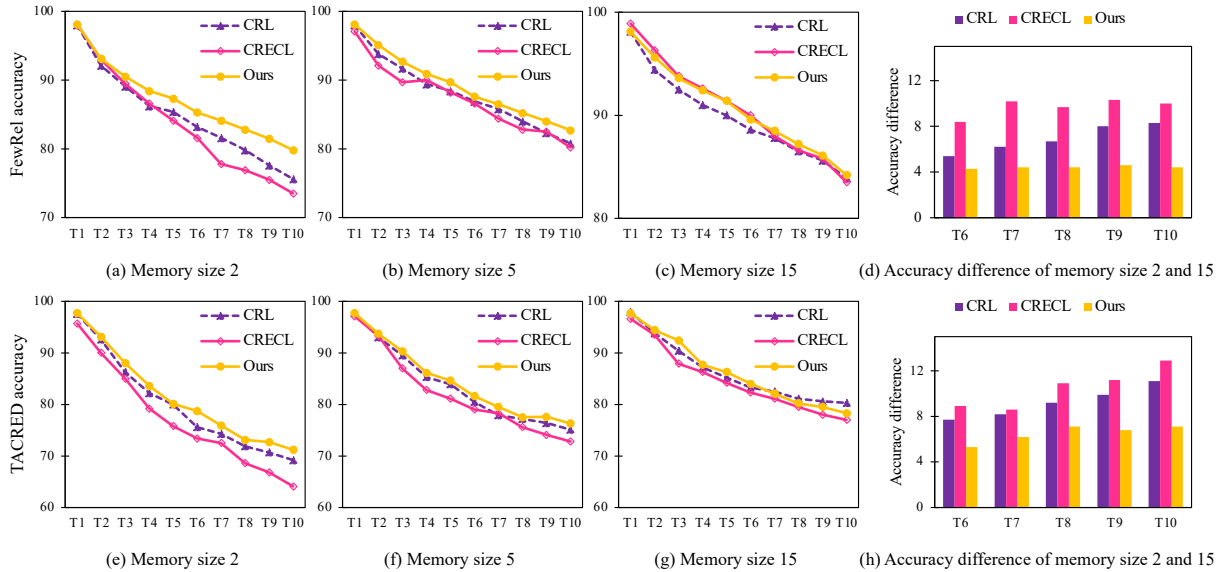 FewRel accuracy
100
90
80
70
CRL
CRECL
Ours
T1 T2 T3 T4 T5 T6 T7 T8 T9 T10
(a) Memory size 2
100
90
80
70
CRL
CRECL
Ours
T1 T2 T3 T4 T5 T6 T7 T8 T9 T10
(b) Memory size 5
100
90
80
CRL
CRECL
Ours
T1 T2 T3 T4 T5 T6 T7 T8 T9 T10
(c) Memory size 15
CRL CRECL Ours
Accuracy difference
12
8
4
0
T6 T7 T8 T9 T10
(d) Accuracy difference of memory size 2 and 15
TACRED accuracy
100
90
80
70
60
CRL
CRECL
Ours
T1 T2 T3 T4 T5 T6 T7 T8 T9 T10
(e) Memory size 2
100
90
80
70
60
CRL
CRECL
Ours
T1 T2 T3 T4 T5 T6 T7 T8 T9 T10
(f) Memory size 5
100
90
80
70
60
CRL
CRECL
Ours
T1 T2 T3 T4 T5 T6 T7 T8 T9 T10
(g) Memory size 15
CRL CRECL Ours
Accuracy difference
12
8
4
0
T6 T7 T8 T9 T10
(h) Accuracy difference of memory size 2 and 15